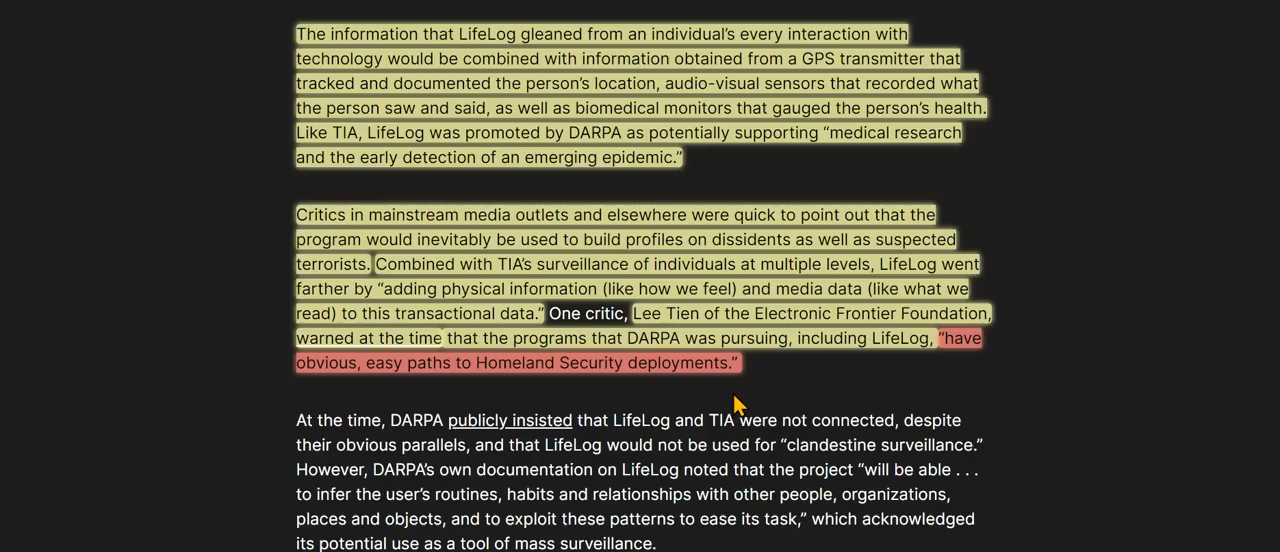 The information that LifeLog gleaned from an individual’s every interaction with
technology would be combined with information obtained from a GPS transmitter that
tracked and documented the person’s location, audio-visual sensors that recorded what
the person saw and said, as well as biomedical monitors that gauged the person’s health.
Like TIA, LifeLog was promoted by DARPA as potentially supporting “medical research
and the early detection of an emerging epidemic.”
Critics in mainstream media outlets and elsewhere were quick to point out that the
program would inevitably be used to build profiles on dissidents as well as suspected
terrorists. Combined with TIA’s surveillance of individuals at multiple levels, LifeLog went
farther by “adding physical information (like how we feel) and media data (like what we
read) to this transactional data.” One critic, Lee Tien of the Electronic Frontier Foundation,
warned at the time that the programs that DARPA was pursuing, including LifeLog, “have
obvious, easy paths to Homeland Security deployments.”
At the time, DARPA publicly insisted that LifeLog and TIA were not connected, despite
their obvious parallels, and that LifeLog would not be used for “clandestine surveillance.”
However, DARPA’s own documentation on LifeLog noted that the project “will be able . . .
to infer the user’s routines, habits and relationships with other people, organizations,
places and objects, and to exploit these patterns to ease its task,” which acknowledged
its potential use as a tool of mass surveillance.